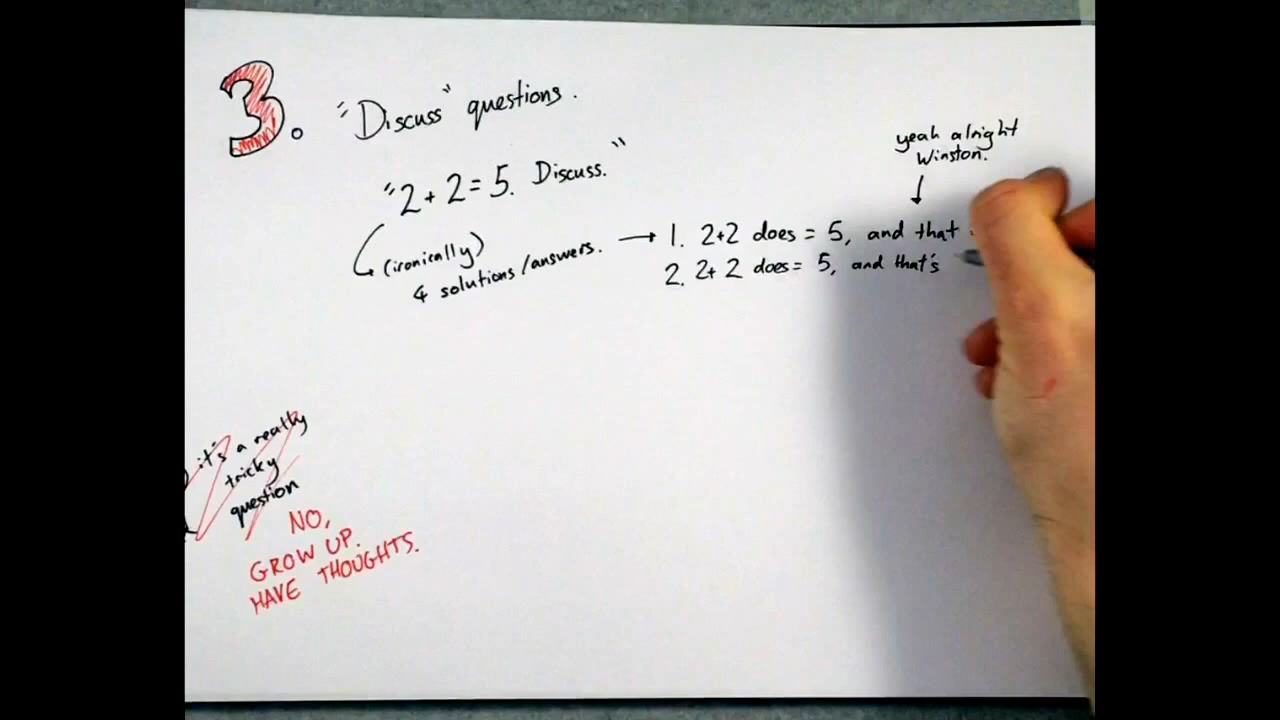 3. "Discuss" questions.
"2 + 2 = 5. Discuss."
(ironically)
4 solutions/answers.
yeah alright
Winston.
1. 2+2 does = 5, and that
2. 2+ 2 does = 5, and that's
it's a really
tricky
question
NO,
GROW UP.
HAVE THOUGHTS.